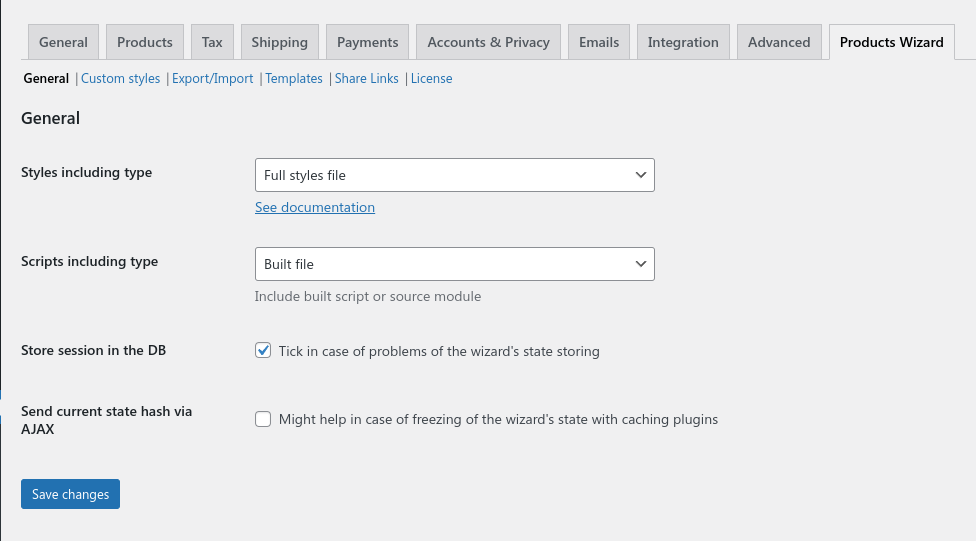 General Products Tax Shipping Payments Accounts & Privacy Emails Integration Advanced Products Wizard
General | Custom styles | Export/Import | Templates | Share Links | License
General
Styles including type
Full styles file
See documentation
Scripts including type
Built file
Include built script or source module
Store session in the DB
Tick in case of problems of the wizard's state storing
Send current state hash via
AJAX
Might help in case of freezing of the wizard's state with caching plugins
Save changes